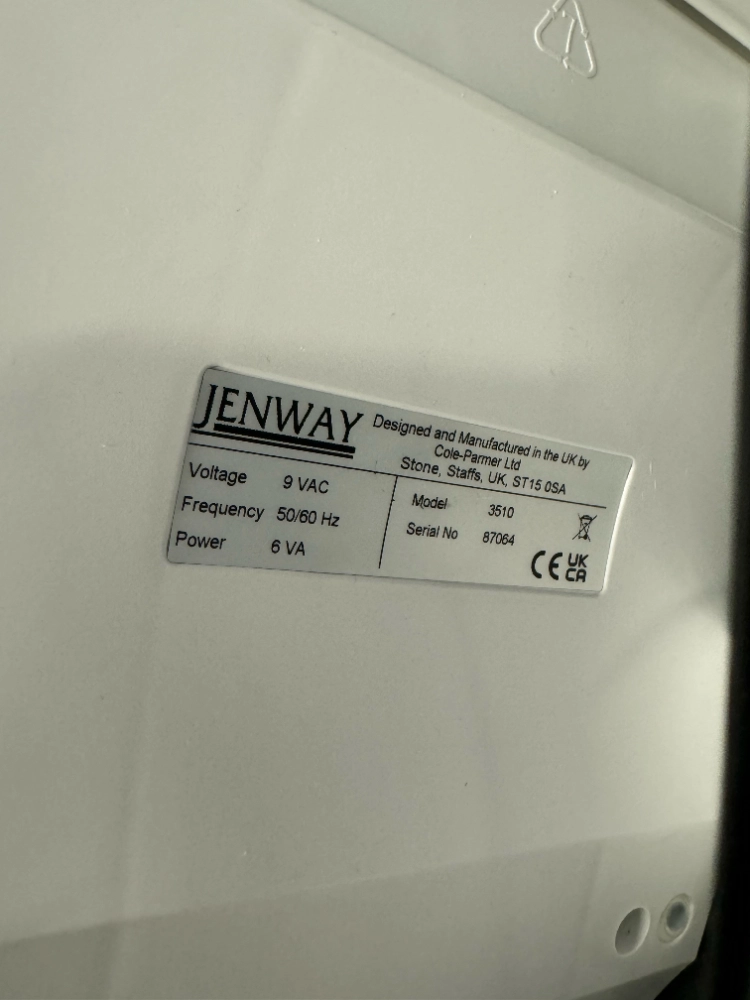 JENWAY
Designed and Manufactured in the UK by
Cole-Parmer Ltd
Stone, Staffs, UK, ST15 0SA
Voltage 9 VAC
Frequency 50/60 Hz
Power 6 VA
Model 3510
Serial No 87064
CE UK
CA